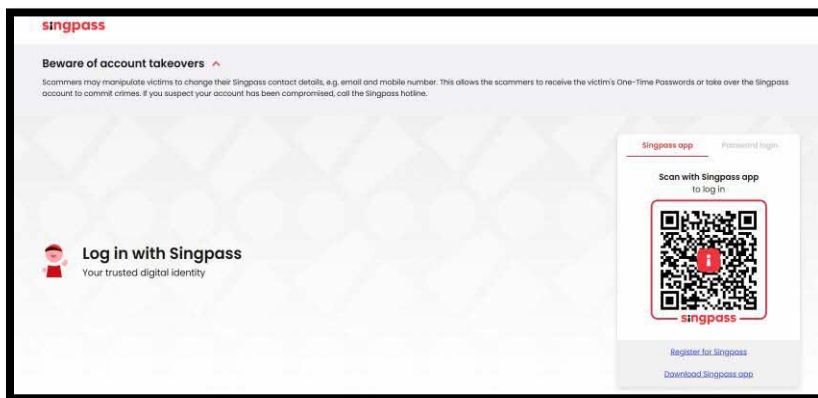 singpass
Beware of account takeovers
Scammers may manipulate victims to change their Singpass contact details, e.g. email and mobile number. This allows the scammers to receive the victim's One-Time Passwords or take over the Singpass
account to commit crimes. If you suspect your account has been compromised, call the Singpass hotline.
Singpass app Password login
Scan with Singpass app
to log in
singpass
Log in with Singpass
Your trusted digital identity
Register for Singpass
Download Singpass app